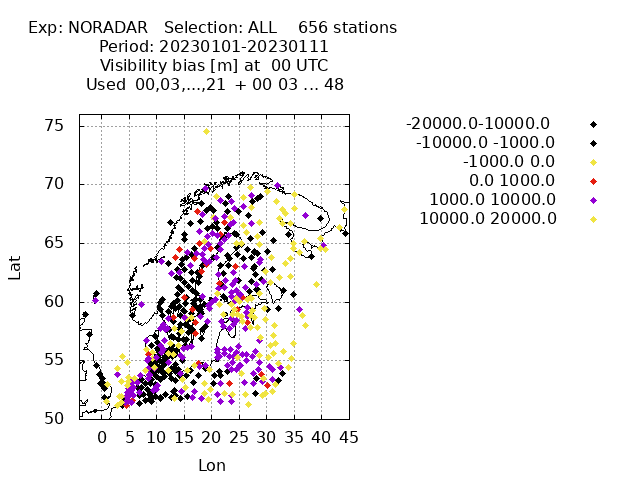 Exp: NORADAR   Selection: ALL    656 stations
Period: 20230101-20230111
Visibility bias [m] at  00 UTC
Used  00,03,...,21  + 00 03 ... 48
-20000.0-10000.0
-10000.0 -1000.0
-1000.0 0.0
0.0 1000.0
1000.0 10000.0
10000.0 20000.0
75
70
65
60
55
50
Lat
0 5 10 15 20 25 30 35 40 45
Lon